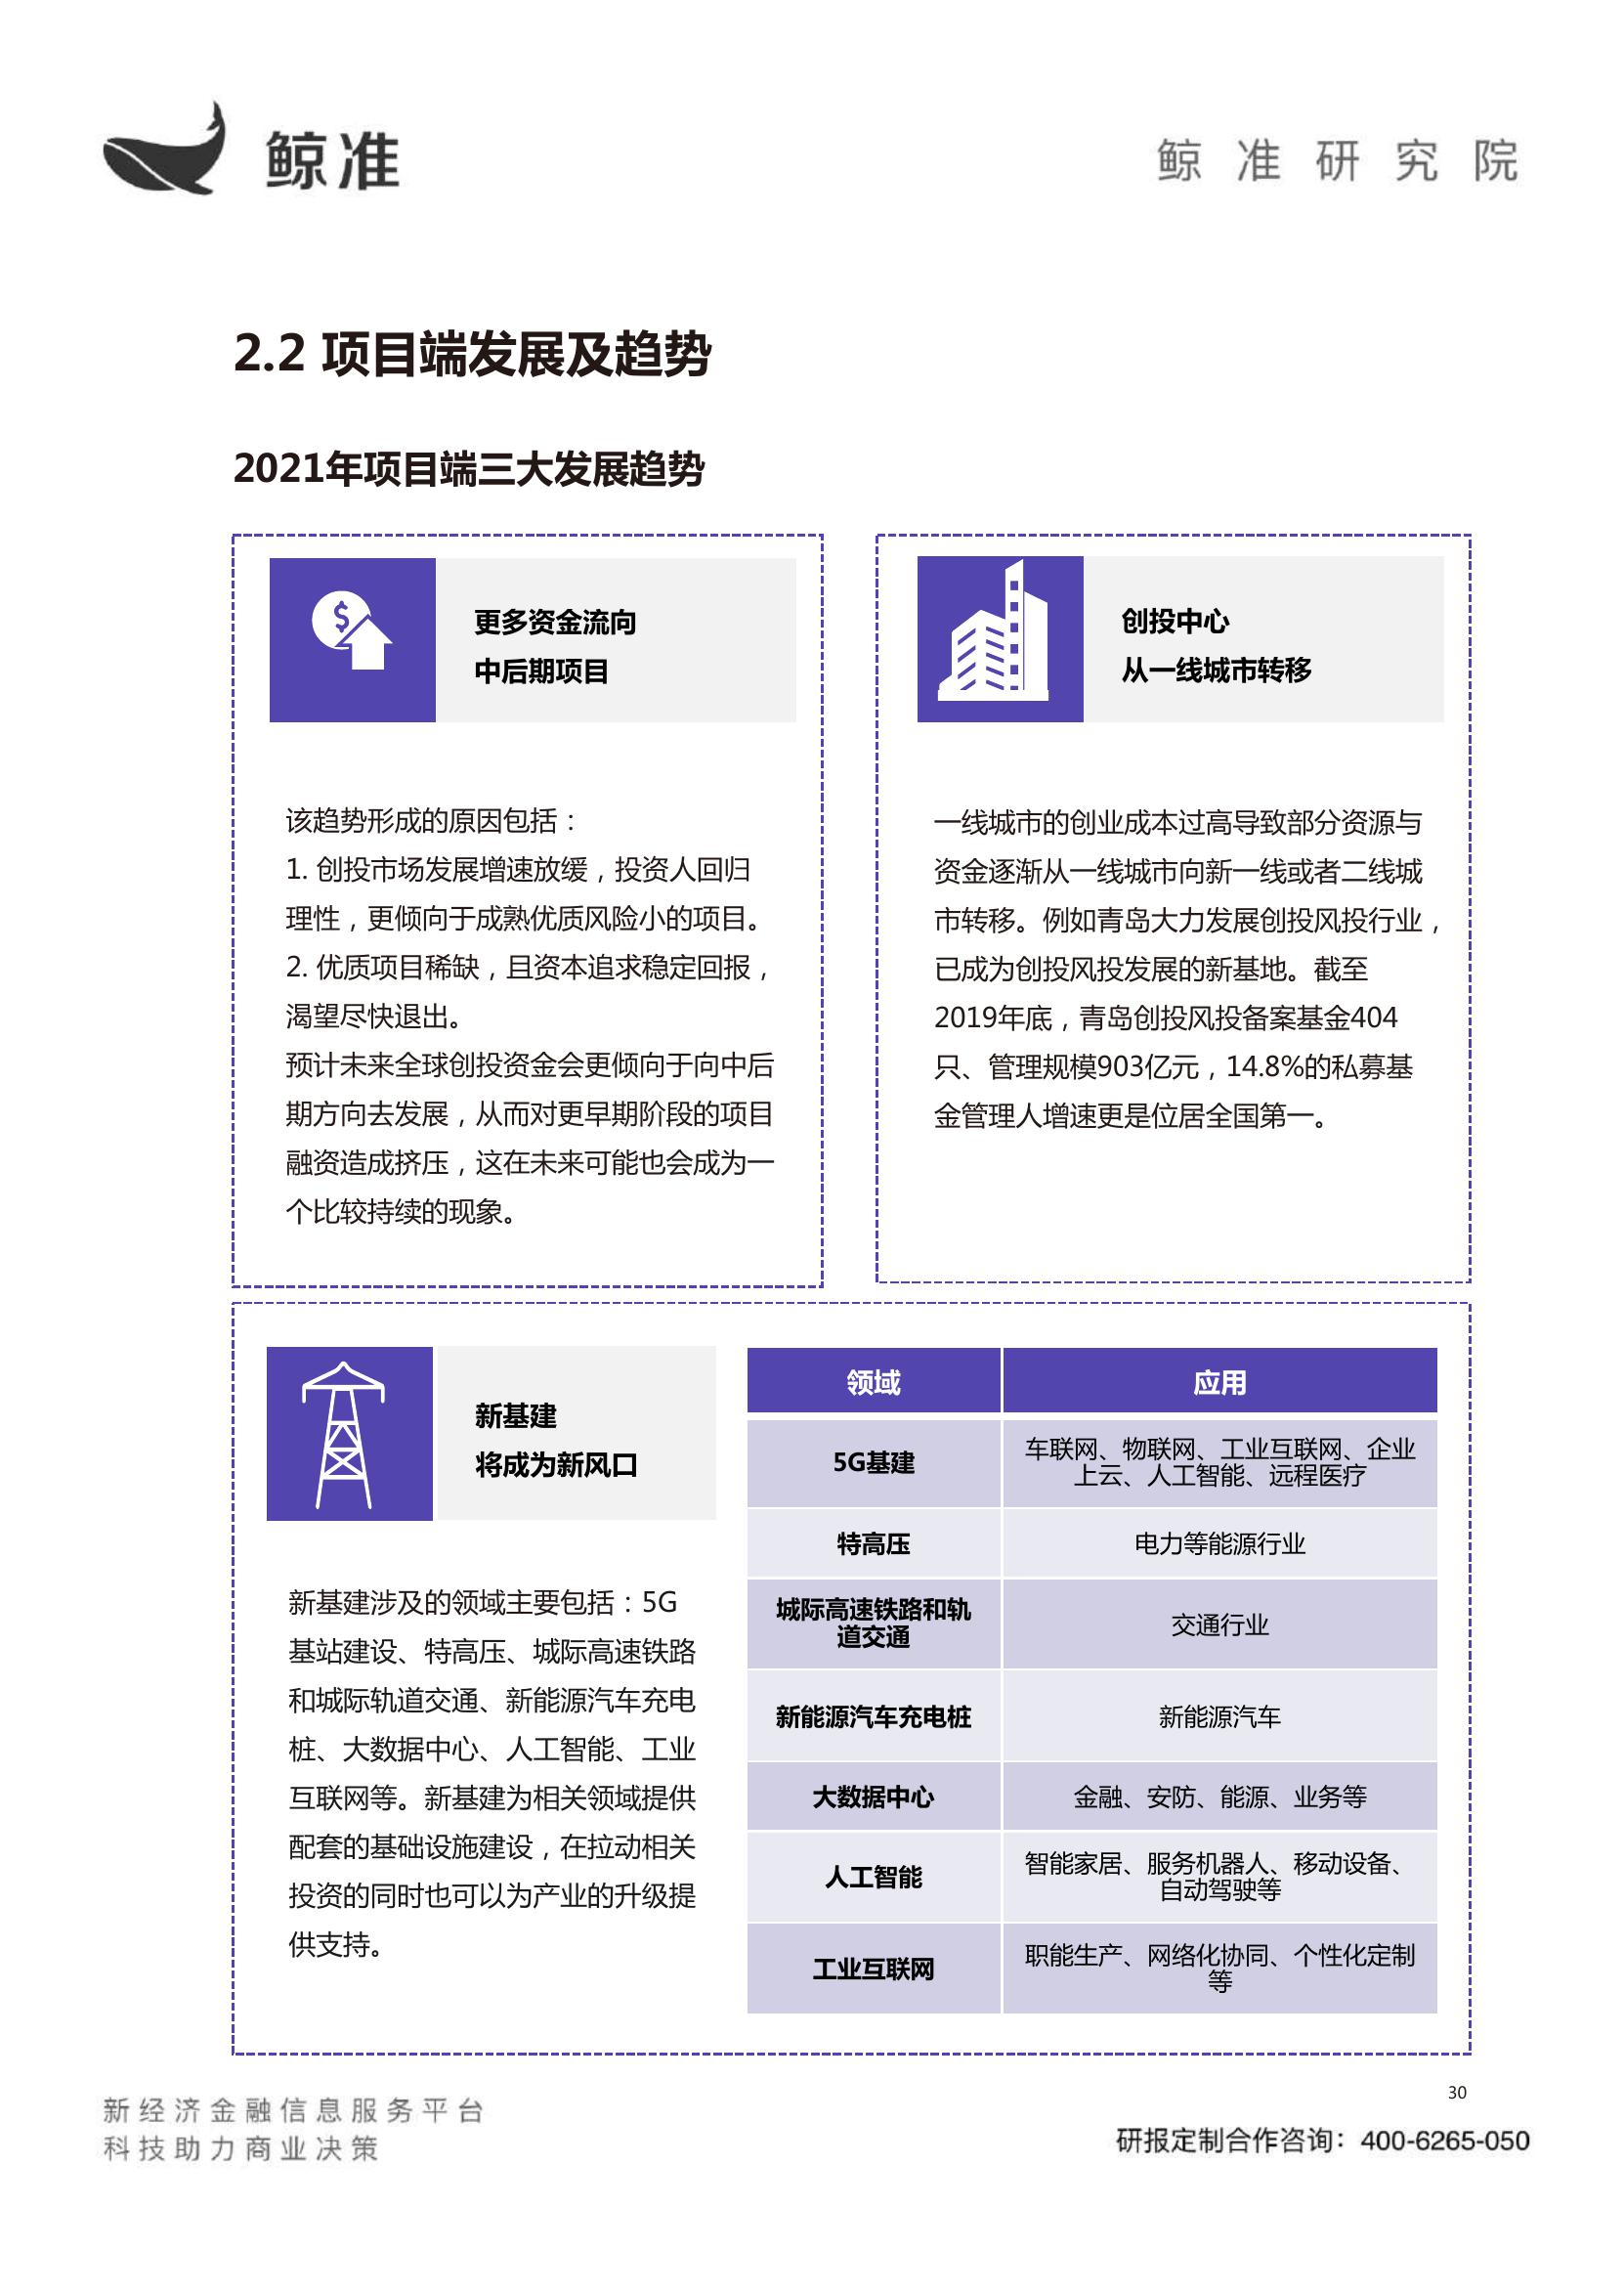 鲸准
鲸准研究院
2.2 项目端发展及趋势
2021年项目端三大发展趋势
更多资金流向
中后期项目
该趋势形成的原因包括：
1. 创投市场发展增速放缓，投资人回归
理性，更倾向于成熟优质风险小的项目。
2. 优质项目稀缺，且资本追求稳定回报，
渴望尽快退出。
预计未来全球创投资金会更倾向于向中后
期方向去发展，从而对更早期阶段的项目
融资造成挤压，这在未来可能也会成为一
个比较持续的现象。
创投中心
从一线城市转移
一线城市的创业成本过高导致部分资源与
资金逐渐从一线城市向新一线或者二线城
市转移。例如青岛大力发展创投风投行业，
已成为创投风投发展的新基地。截至
2019年底，青岛创投风投备案基金404
只、管理规模903亿元，14.8%的私募基
金管理人增速更是位居全国第一。
新基建
将成为新风口
新基建涉及的领域主要包括：5G
基站建设、特高压、城际高速铁路
和城际轨道交通、新能源汽车充电
桩、大数据中心、人工智能、工业
互联网等。新基建为相关领域提供
配套的基础设施建设，在拉动相关
投资的同时也可以为产业的升级提
供支持。
领域
应用
5G基建
车联网、物联网、工业互联网、企业
上云、人工智能、远程医疗
特高压
电力等能源行业
城际高速铁路和轨
道交通
交通行业
新能源汽车充电桩
新能源汽车
大数据中心
金融、安防、能源、业务等
人工智能
智能家居、服务机器人、移动设备、
自动驾驶等
工业互联网
职能生产、网络化协同、个性化定制
等
30
新经济金融信息服务平台
科技助力商业决策
研报定制合作咨询：400-6265-050